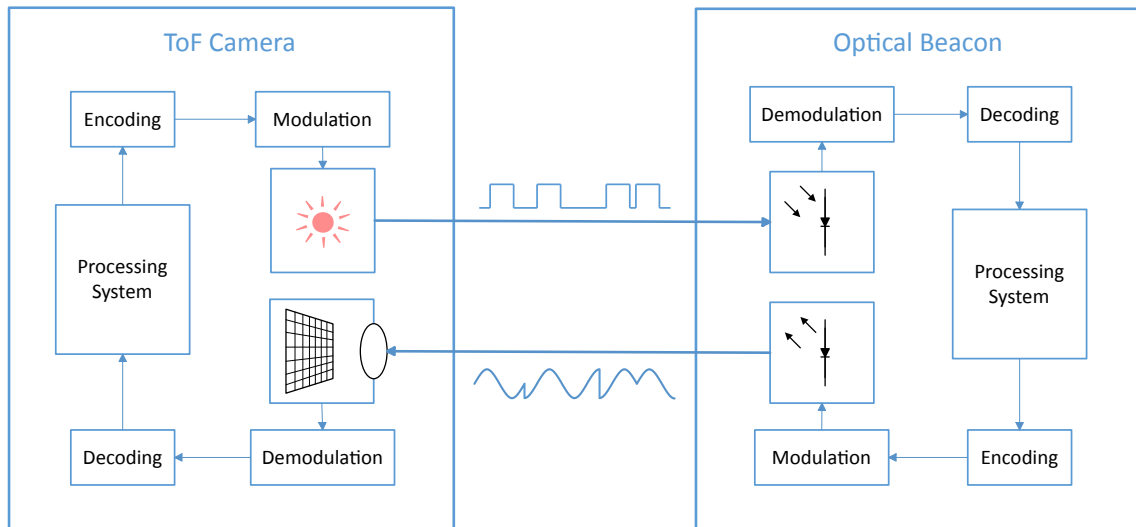 ToF Camera
Encoding
Modulation
Processing
System
Decoding
Demodulation
Optical Beacon
Demodulation
Decoding
Processing
System
Modulation
Encoding